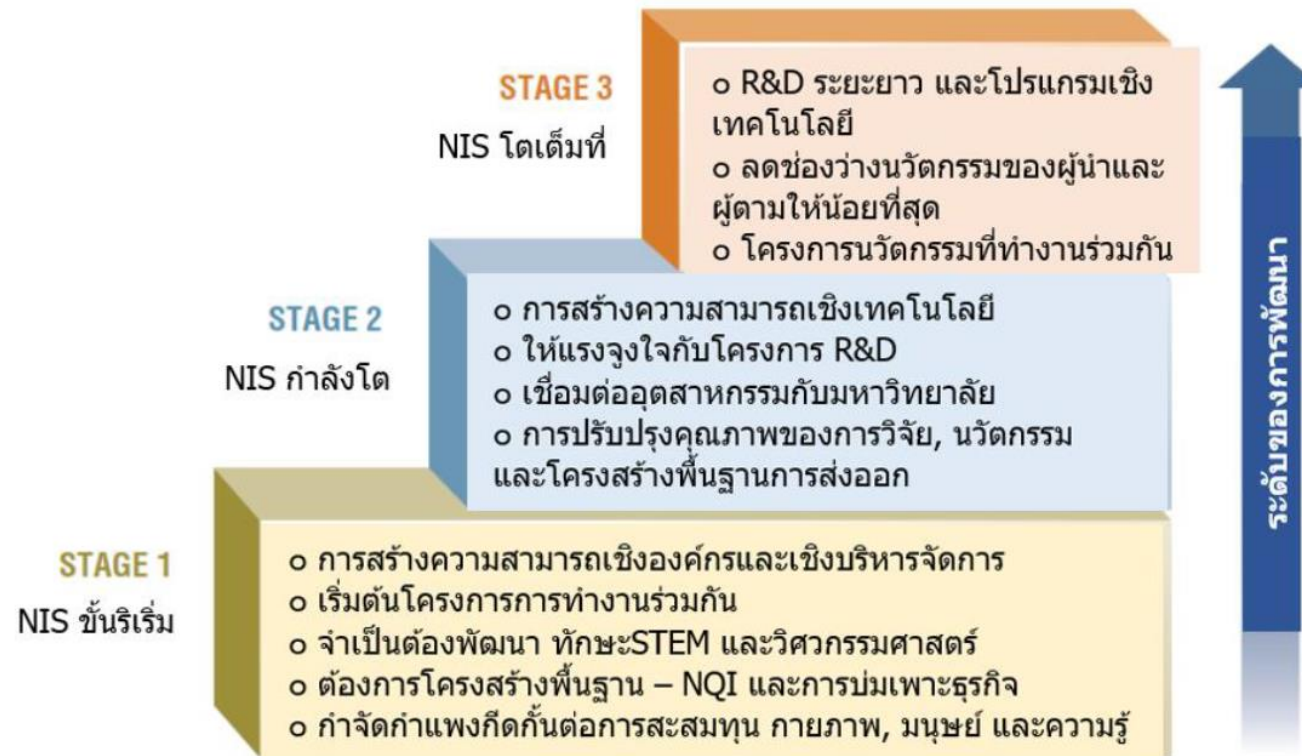 STAGE 3
NIS โตเต็มที่
o R&D ระยะยาว และโปรแกรมเชิง
เทคโนโลยี
o ลดช่องว่างนวัตกรรมของผู้นำและ
ผู้ตามให้น้อยที่สุด
o โครงการนวัตกรรมที่ทำงานร่วมกัน
STAGE 2
NIS กำลังโต
o การสร้างความสามารถเชิงเทคโนโลยี
o ให้แรงจูงใจกับโครงการ R&D
o เชื่อมต่ออุตสาหกรรมกับมหาวิทยาลัย
o การปรับปรุงคุณภาพของการวิจัย, นวัตกรรม
และโครงสร้างพื้นฐานการส่งออก
STAGE 1
NIS ขั้นริเริ่ม
o การสร้างความสามารถเชิงองค์กรและเชิงบริหารจัดการ
o เริ่มต้นโครงการการทำงานร่วมกัน
o จำเป็นต้องพัฒนา ทักษะSTEM และวิศวกรรมศาสตร์
o ต้องการโครงสร้างพื้นฐาน – NQI และการบ่มเพาะธุรกิจ
o กำจัดกำแพงกีดกั้นต่อการสะสมทุน กายภาพ, มนุษย์ และความรู้
ระดับของการพัฒนา